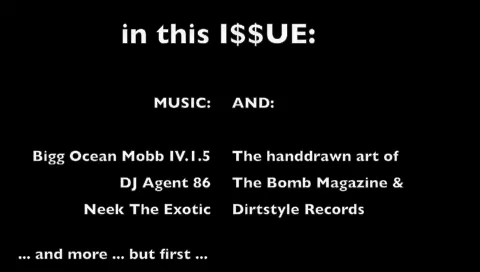 in this I$$UE:
MUSIC: AND:
Bigg Ocean Mobb IV.1.5 The handdrawn art of
DJ Agent 86 The Bomb Magazine &
Neek The Exotic Dirtstyle Records
... and more ... but first ...